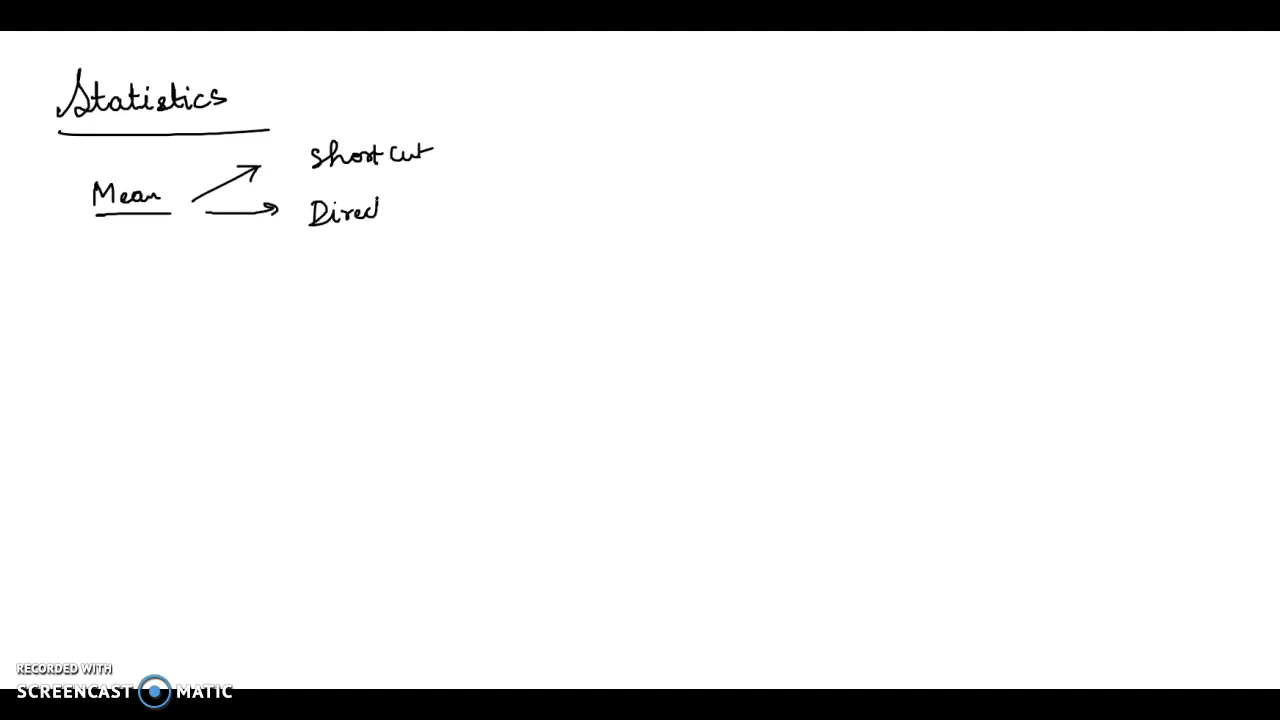 Statistics
Short cut
Mean
Direct
RECORDED WITH
SCREENCAST MATIC